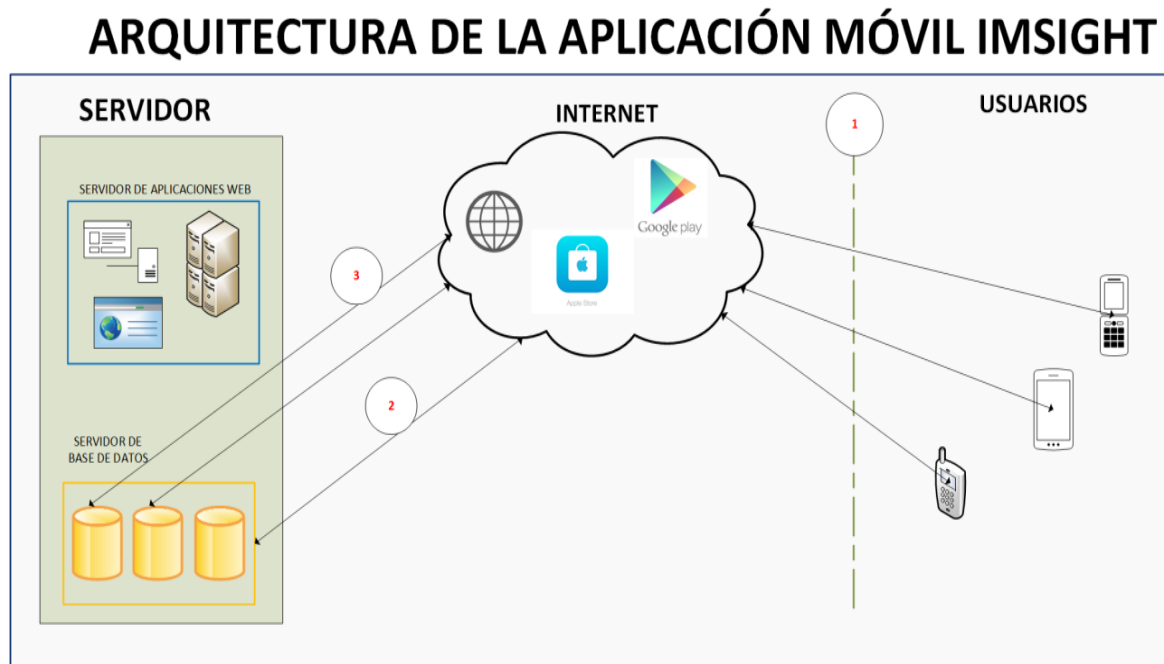 ARQUITECTURA DE LA APLICACIÓN MÓVIL IMSIGHT
SERVIDOR
INTERNET
USUARIOS
1
SERVIDOR DE APLICACIONES WEB
Google play
Apple Store
3
2
SERVIDOR DE
BASE DE DATOS